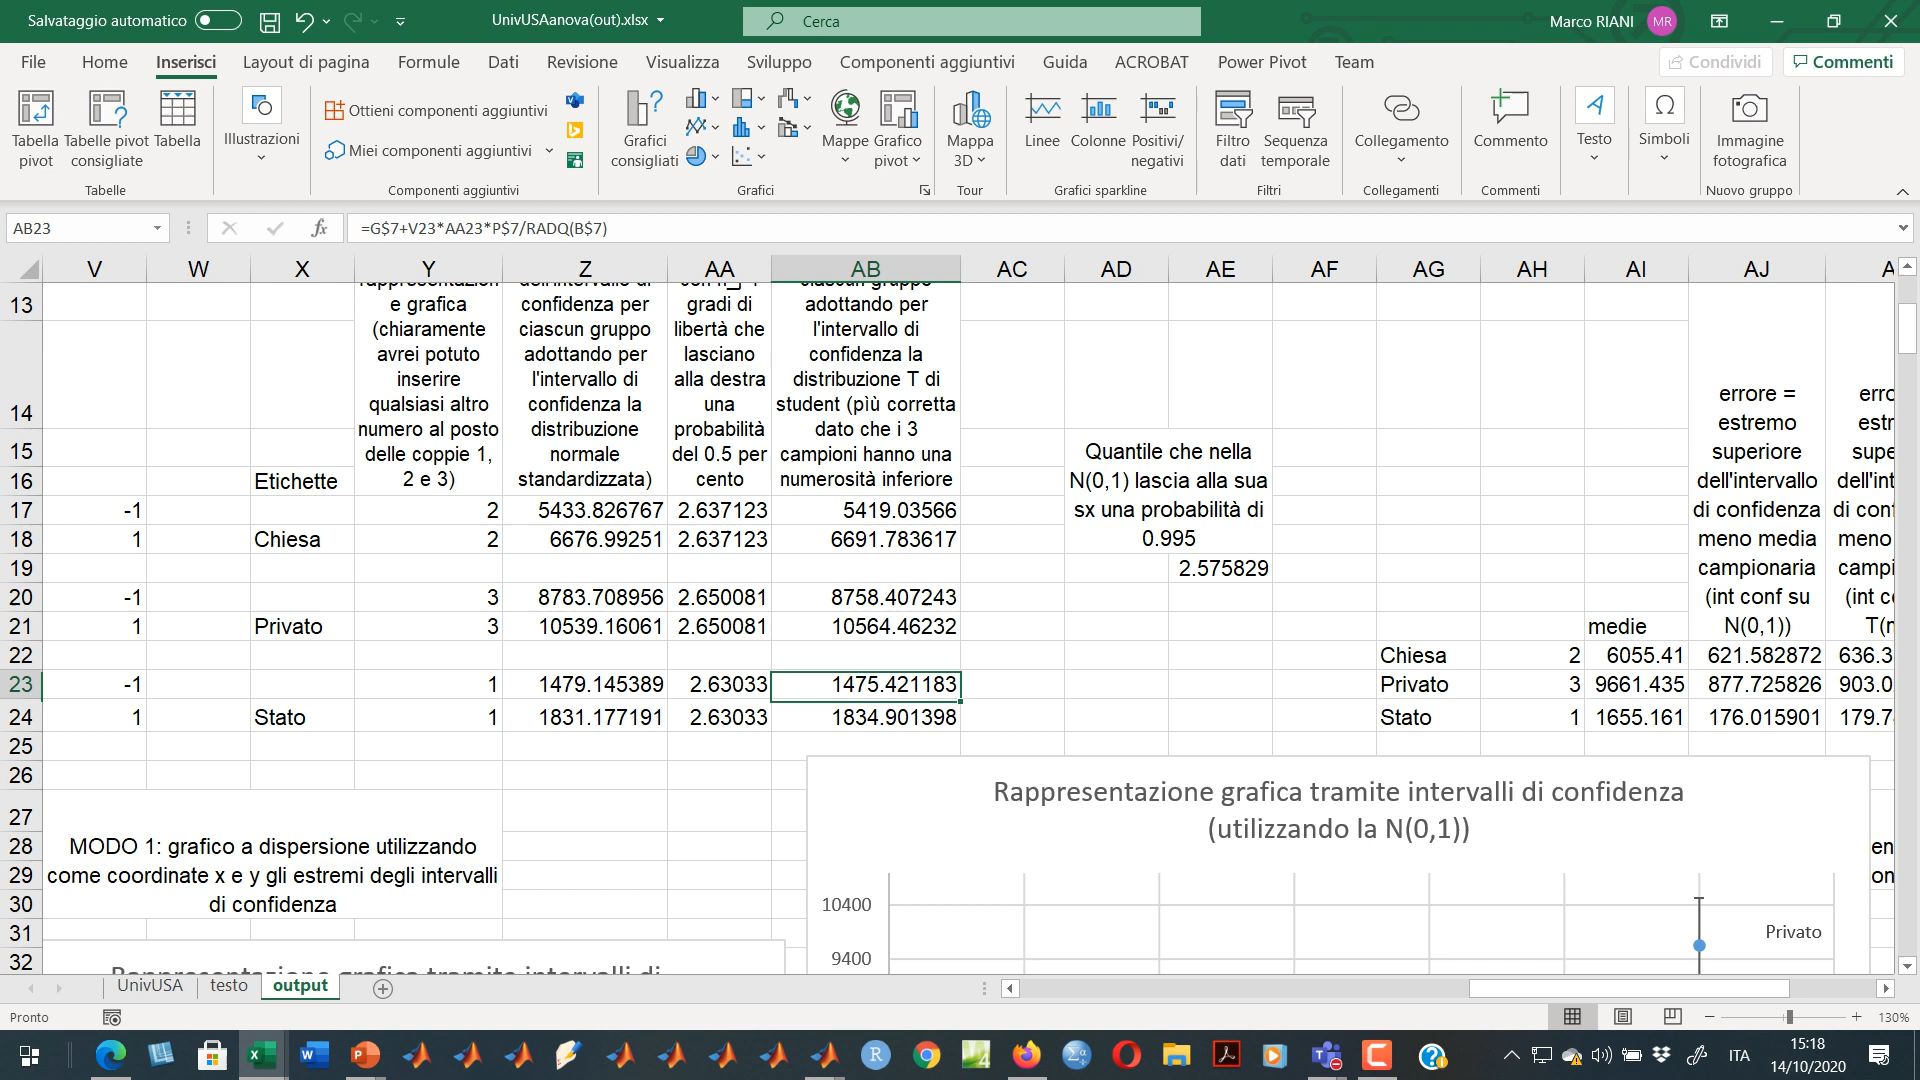 Salvataggio automatico
UnivUSAanova(out).xlsx
Cerca
Marco RIANI
MR
File Home Inserisci Layout di pagina Formule Dati Revisione Visualizza Sviluppo Componenti aggiuntivi Guida ACROBAT Power Pivot Team
Condividi
Commenti
Tabella pivot
Tabelle pivot consigliate
Tabella
Illustrazioni
Ottieni componenti aggiuntivi
Miei componenti aggiuntivi
Grafici consigliati
Mappe
Grafico pivot
Mappa 3D
Linee
Colonne
Positivi/ negativi
Filtro dati
Sequenza temporale
Collegamento
Commento
Testo
Simboli
Immagine fotografica
Tabelle Componenti aggiuntivi Grafici Tour Grafici sparkline Filtri Collegamenti Commenti Nuovo gruppo
AB23
fx
=G$7+V23*AA23*P$7/RADQ(B$7)
V W X Y Z AA AB AC AD AE AF AG AH AI AJ
13
14
15
16
e grafica
(chiaramente
avrei potuto
inserire
qualsiasi altro
numero al posto
delle coppie 1,
2 e 3)
confidenza per
ciascun gruppo
adottando per
l'intervallo di
confidenza la
distribuzione
normale
standardizzata)
gradi di
libertà che
lasciano
alla destra
una
probabilità
del 0.5 per
cento
adottando per
l'intervallo di
confidenza la
distribuzione T di
student (più corretta
dato che i 3
campioni hanno una
numerosità inferiore
Etichette
Quantile che nella
N(0,1) lascia alla sua
sx una probabilità di
0.995
2.575829
errore =
estremo
superiore
dell'intervallo
di confidenza
meno media
campionaria
(int conf su
N(0,1))
medie
17 -1 2 5433.826767 2.637123 5419.03566
18 1 Chiesa 2 6676.99251 2.637123 6691.783617
19
20 -1 3 8783.708956 2.650081 8758.407243
21 1 Privato 3 10539.16061 2.650081 10564.46232
22 Chiesa 2 6055.41 621.582872 636.3
23 -1 1 1479.145389 2.63033 1475.421183 Privato 3 9661.435 877.725826 903.0
24 1 Stato 1 1831.177191 2.63033 1834.901398 Stato 1 1655.161 176.015901 179.7
25
26
27
28
29
30
31
32
MODO 1: grafico a dispersione utilizzando
come coordinate x e y gli estremi degli intervalli
di confidenza
Rappresentazione grafica tramite intervalli di confidenza
(utilizzando la N(0,1))
10400
9400
Privato
Rappresentazione grafica tramite intervalli di
UnivUSA testo output
Pronto
130%
ITA
15:18
14/10/2020